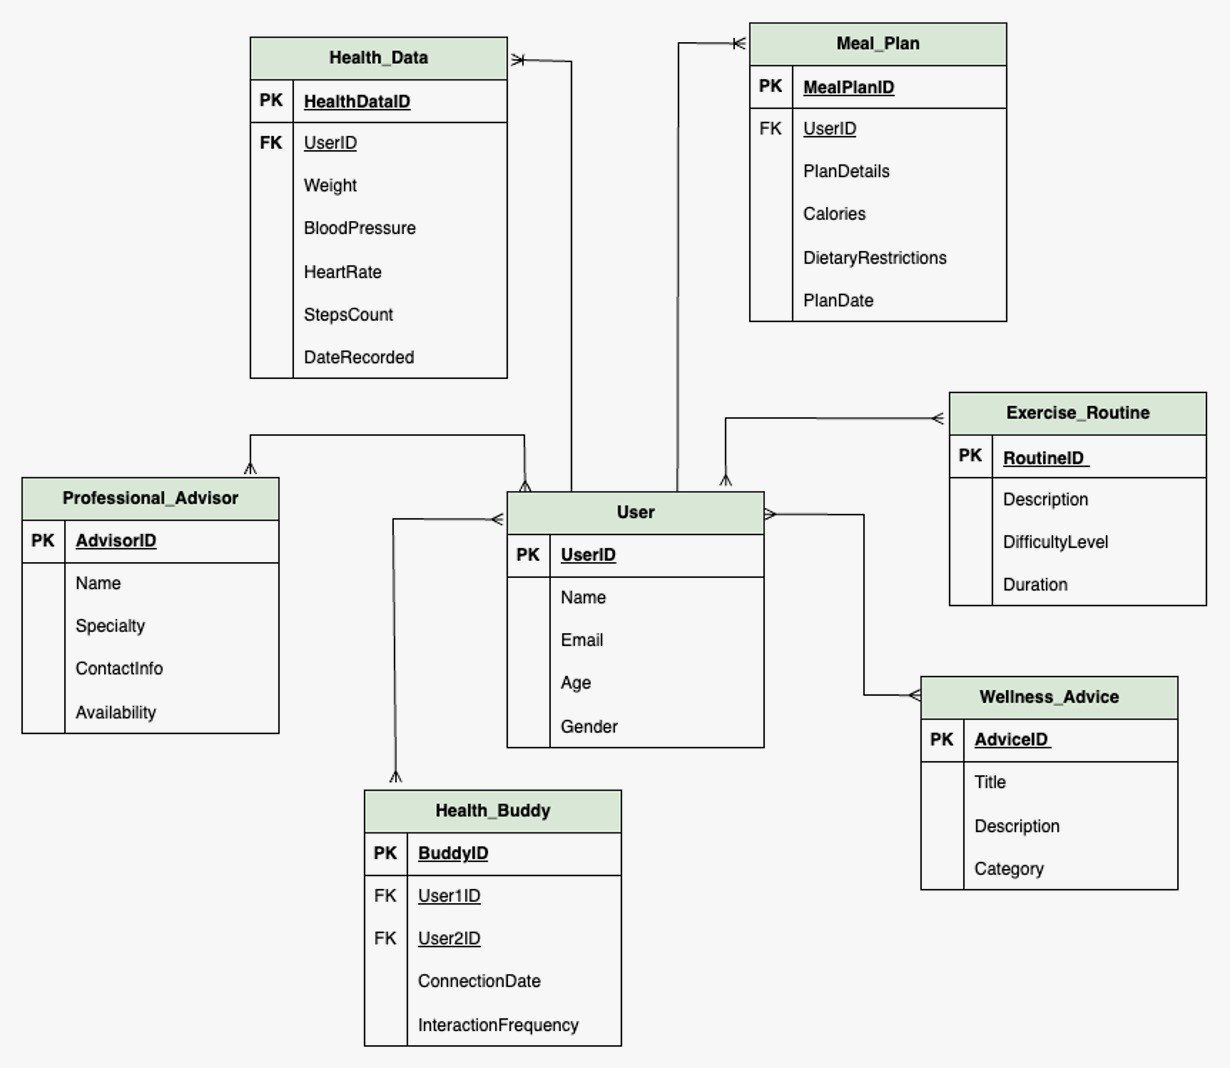 Health_Data
PK HealthDataID
FK UserID
Weight
BloodPressure
HeartRate
StepsCount
DateRecorded
Meal_Plan
PK MealPlanID
FK UserID
PlanDetails
Calories
DietaryRestrictions
PlanDate
Exercise_Routine
PK RoutineID
Description
DifficultyLevel
Duration
Professional_Advisor
PK AdvisorID
Name
Specialty
ContactInfo
Availability
User
PK UserID
Name
Email
Age
Gender
Wellness_Advice
PK AdviceID
Title
Description
Category
Health_Buddy
PK BuddyID
FK User1ID
FK User2ID
ConnectionDate
InteractionFrequency